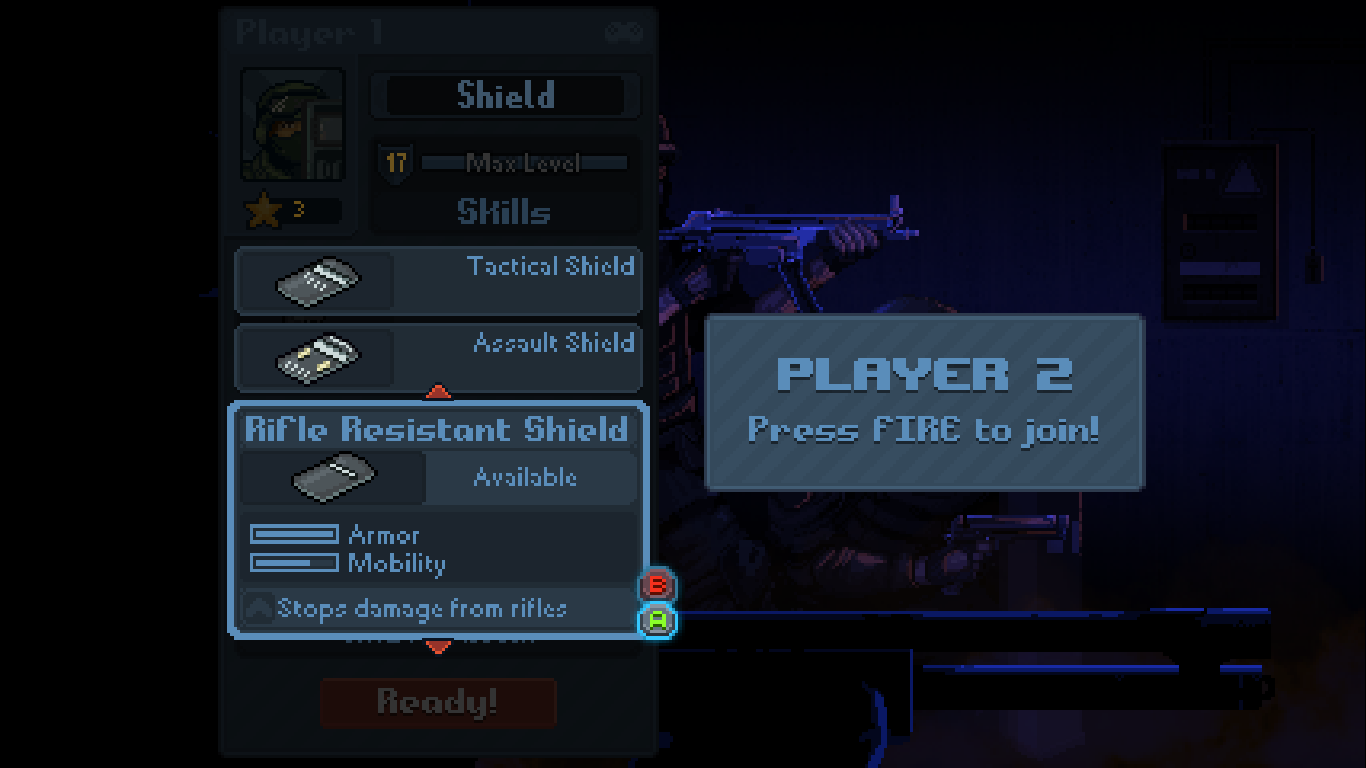 Player 1
Shield
17
Max Level
3
Skills
Tactical Shield
Assault Shield
Rifle Resistant Shield
Available
Armor
Mobility
Stops damage from rifles
B
A
Ready!
PLAYER 2
Press FIRE to join!